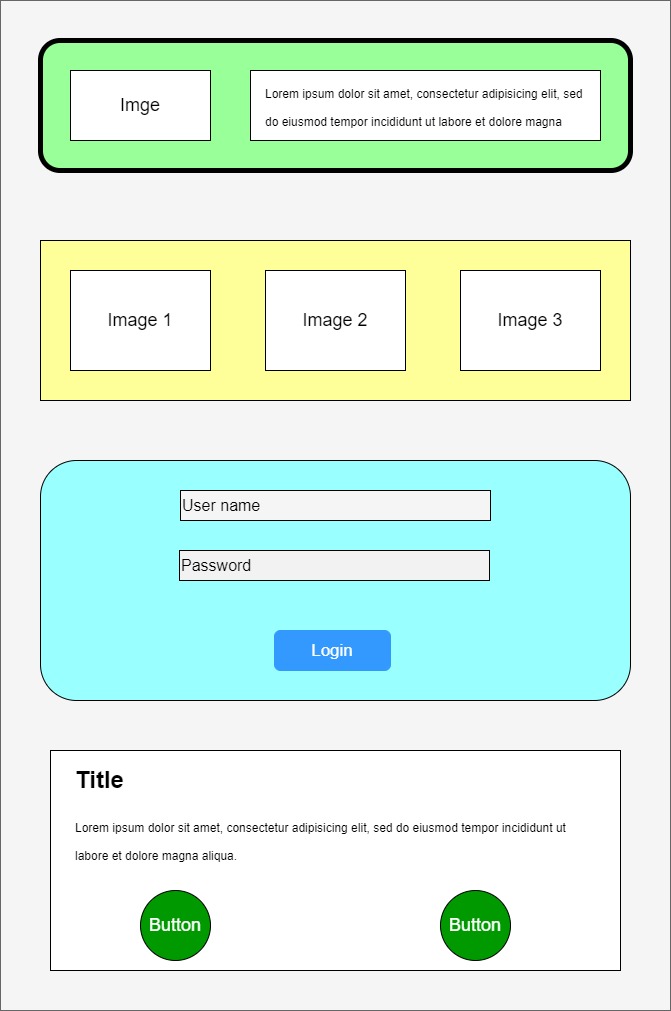 Imge
Lorem ipsum dolor sit amet, consectetur adipisicing elit, sed
do eiusmod tempor incididunt ut labore et dolore magna
Image 1
Image 2
Image 3
User name
Password
Login
Title
Lorem ipsum dolor sit amet, consectetur adipisicing elit, sed do eiusmod tempor incididunt ut
labore et dolore magna aliqua.
Button
Button